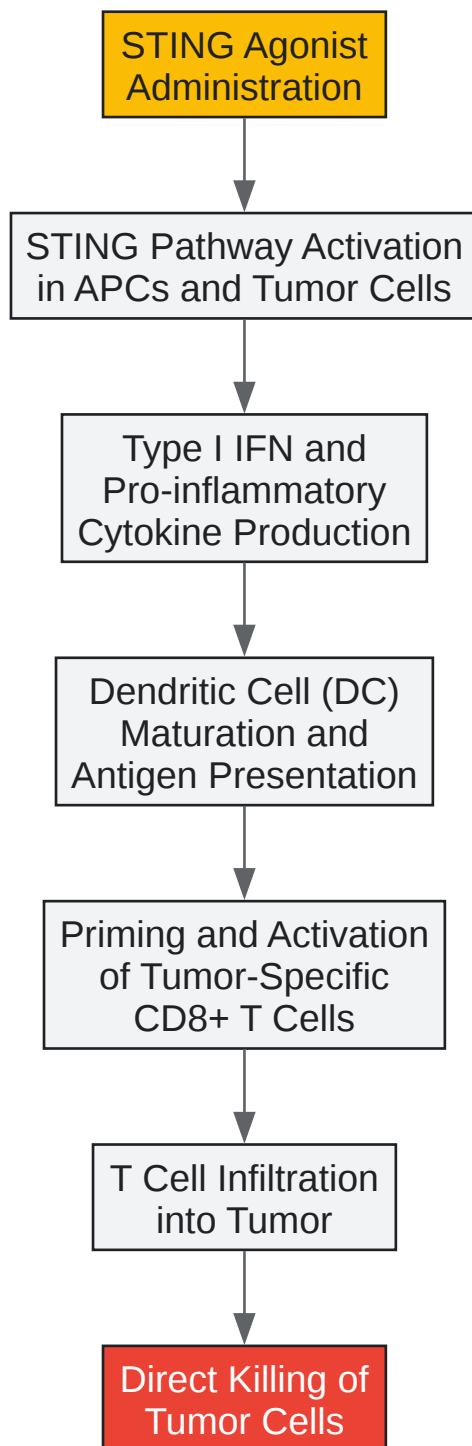 STING Agonist
Administration
STING Pathway Activation
in APCs and Tumor Cells
Type I IFN and
Pro-inflammatory
Cytokine Production
Dendritic Cell (DC)
Maturation and
Antigen Presentation
Priming and Activation
of Tumor-Specific
CD8+ T Cells
T Cell Infiltration
into Tumor
Direct Killing of
Tumor Cells